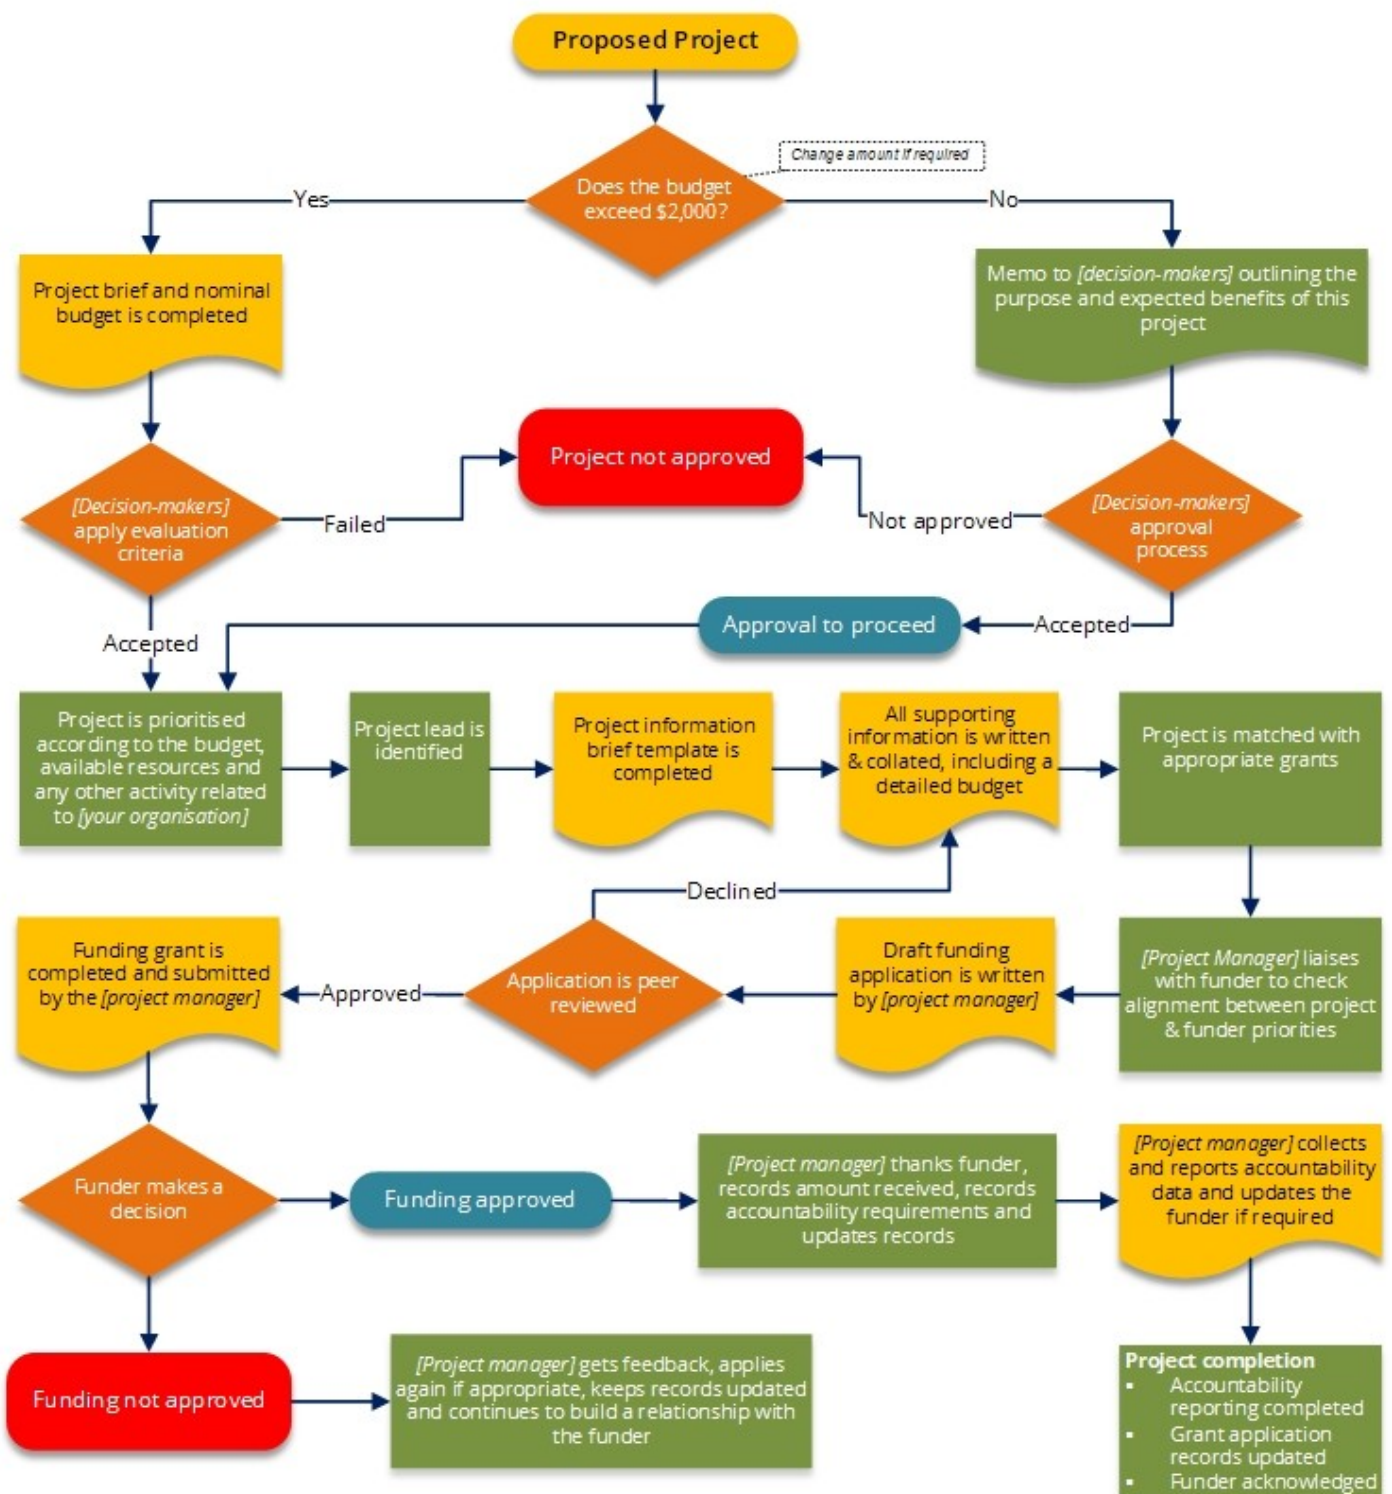 Proposed Project
Change amount if required
Does the budget
exceed $2,000?
Yes
No
Project brief and nominal
budget is completed
Memo to [decision-makers] outlining the
purpose and expected benefits of this
project
Project not approved
[Decision-makers]
apply evaluation
criteria
Failed
Not approved
[Decision-makers]
approval
process
Accepted
Approval to proceed
Accepted
Project is prioritised
according to the budget,
available resources and
any other activity related
to [your organisation]
Project lead is
identified
Project information
brief template is
completed
All supporting
information is written
& collated, including a
detailed budget
Project is matched with
appropriate grants
Declined
Funding grant is
completed and submitted
by the [project manager]
Approved
Application is peer
reviewed
Draft funding
application is written
by [project manager]
[Project Manager] liaises
with funder to check
alignment between project
& funder priorities
Funder makes a
decision
Funding approved
[Project manager] thanks funder,
records amount received, records
accountability requirements and
updates records
[Project manager] collects
and reports accountability
data and updates the
funder if required
Funding not approved
[Project manager] gets feedback, applies
again if appropriate, keeps records updated
and continues to build a relationship with
the funder
Project completion
▪ Accountability
reporting completed
▪ Grant application
records updated
▪ Funder acknowledged